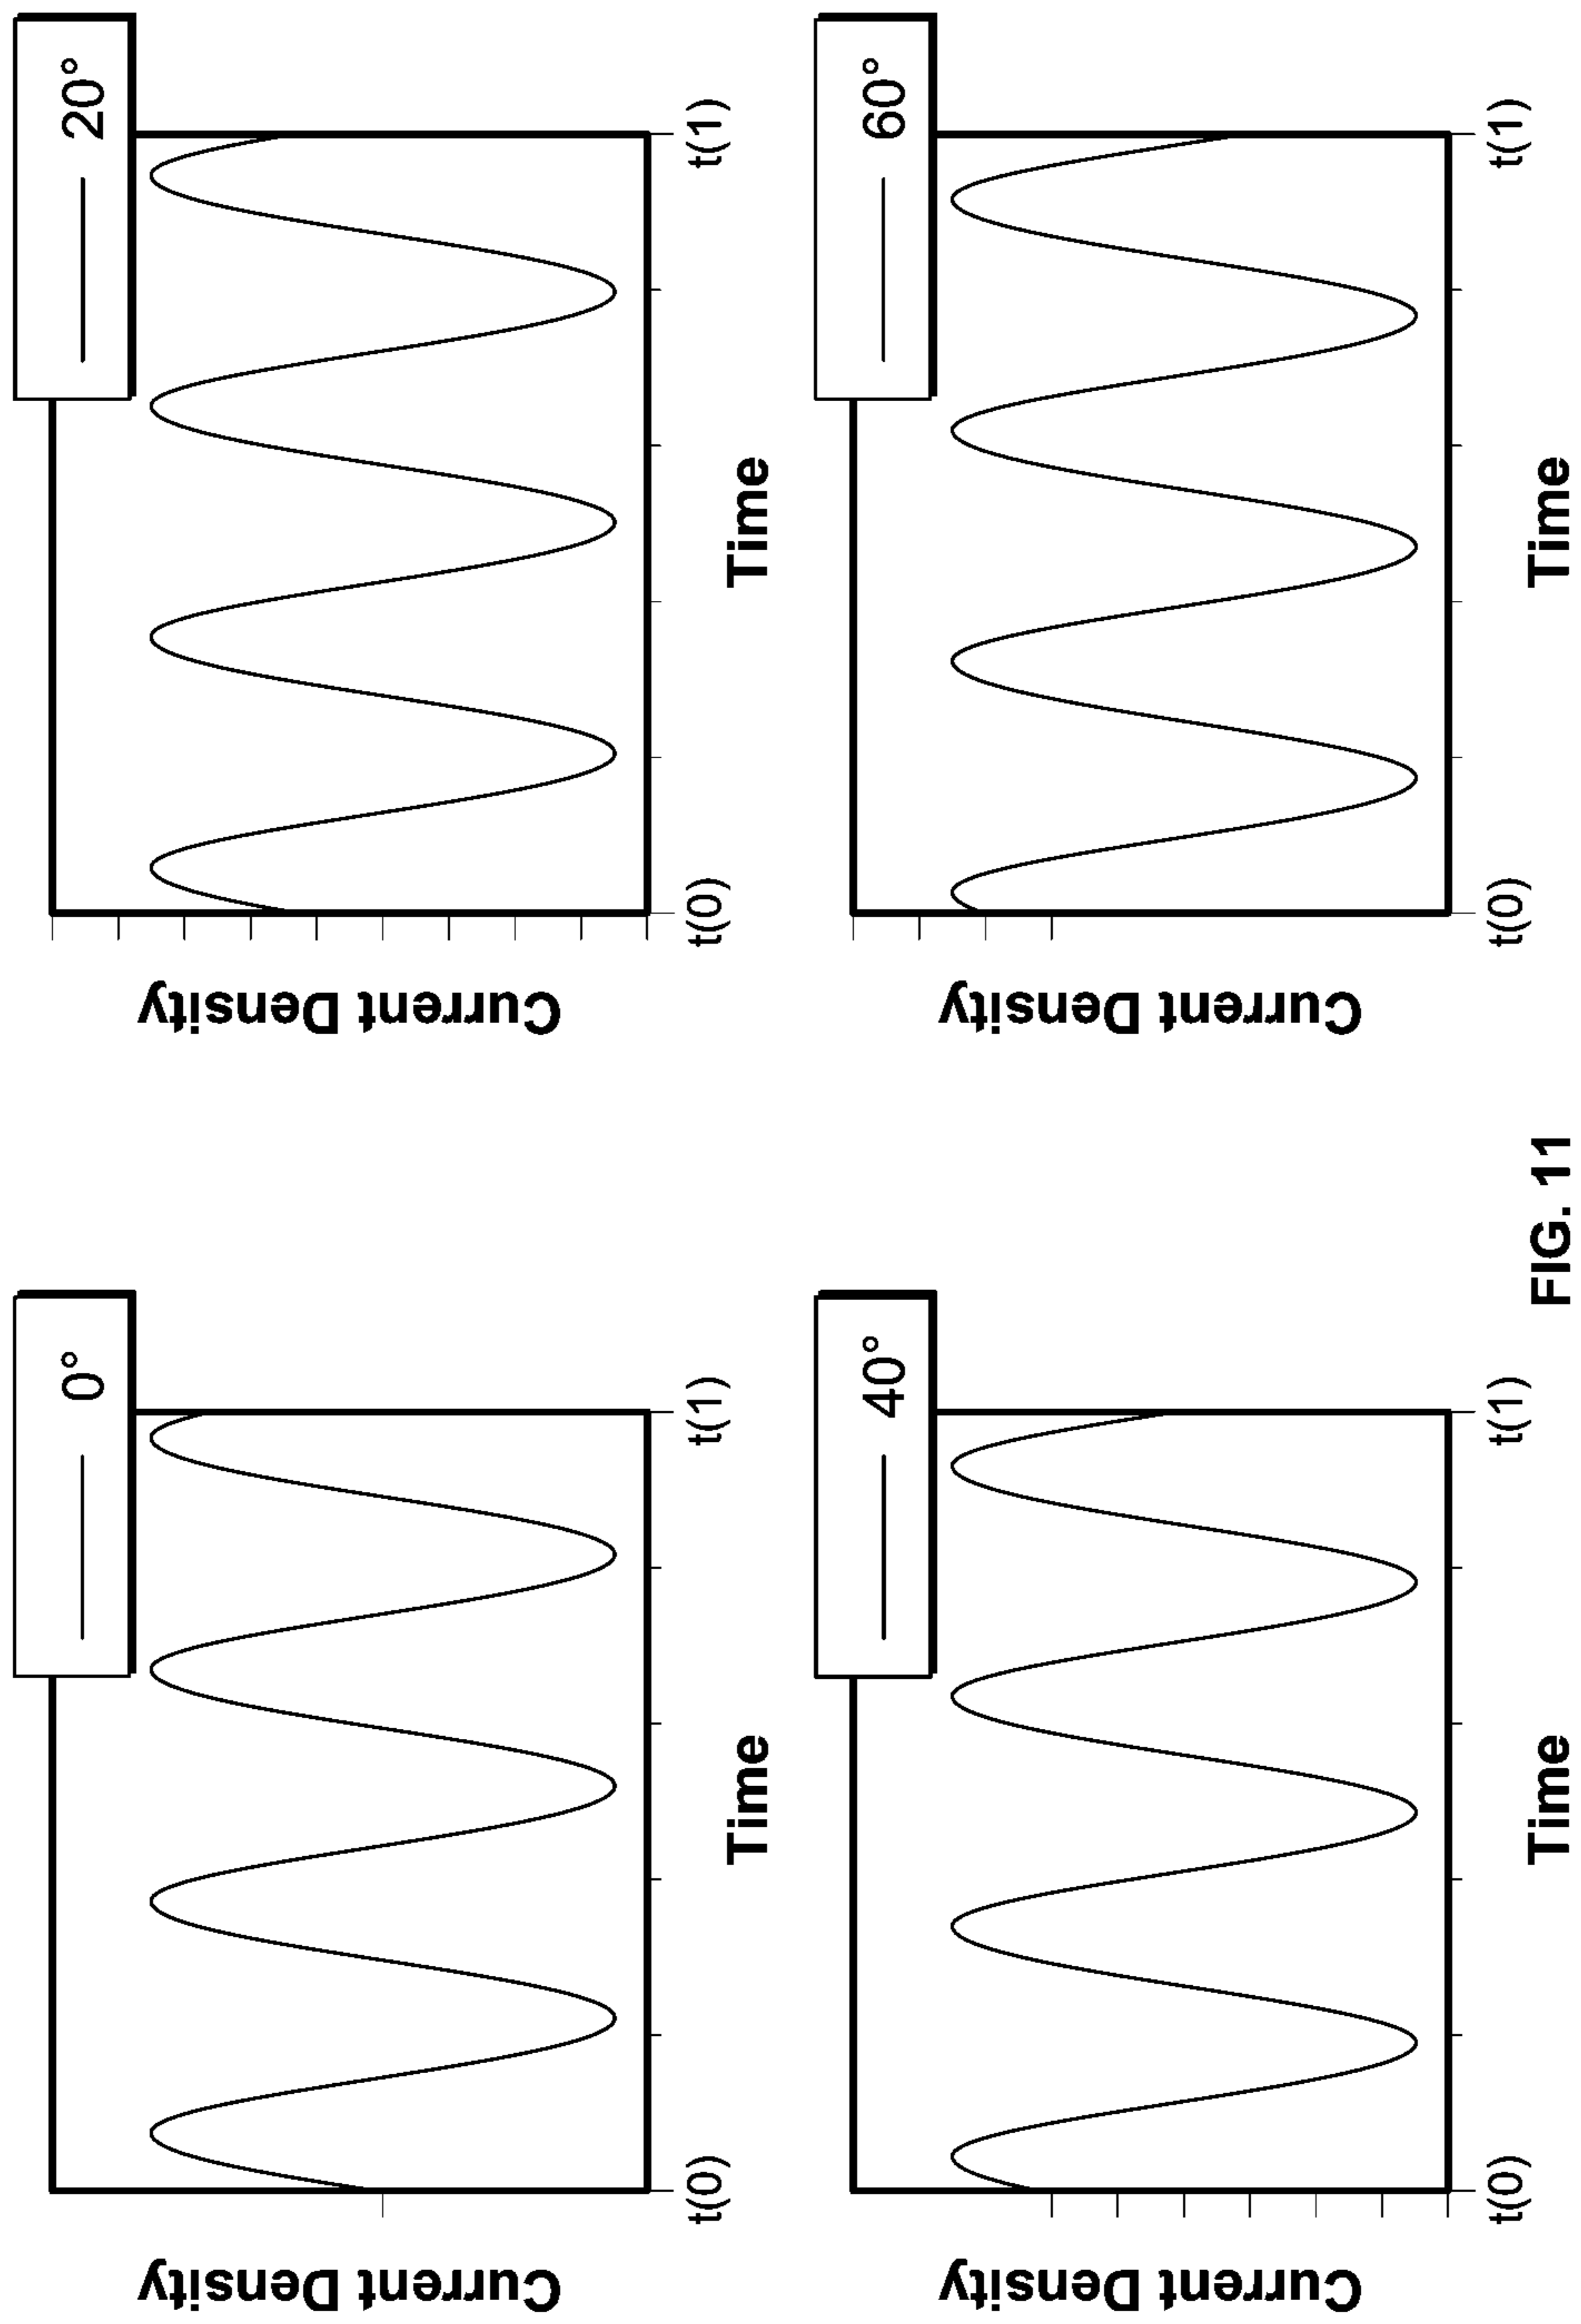 0°
Current Density
t(0)
t(1)
Time
20°
Current Density
t(0)
t(1)
Time
40°
Current Density
t(0)
t(1)
Time
60°
Current Density
t(0)
t(1)
Time
FIG. 11